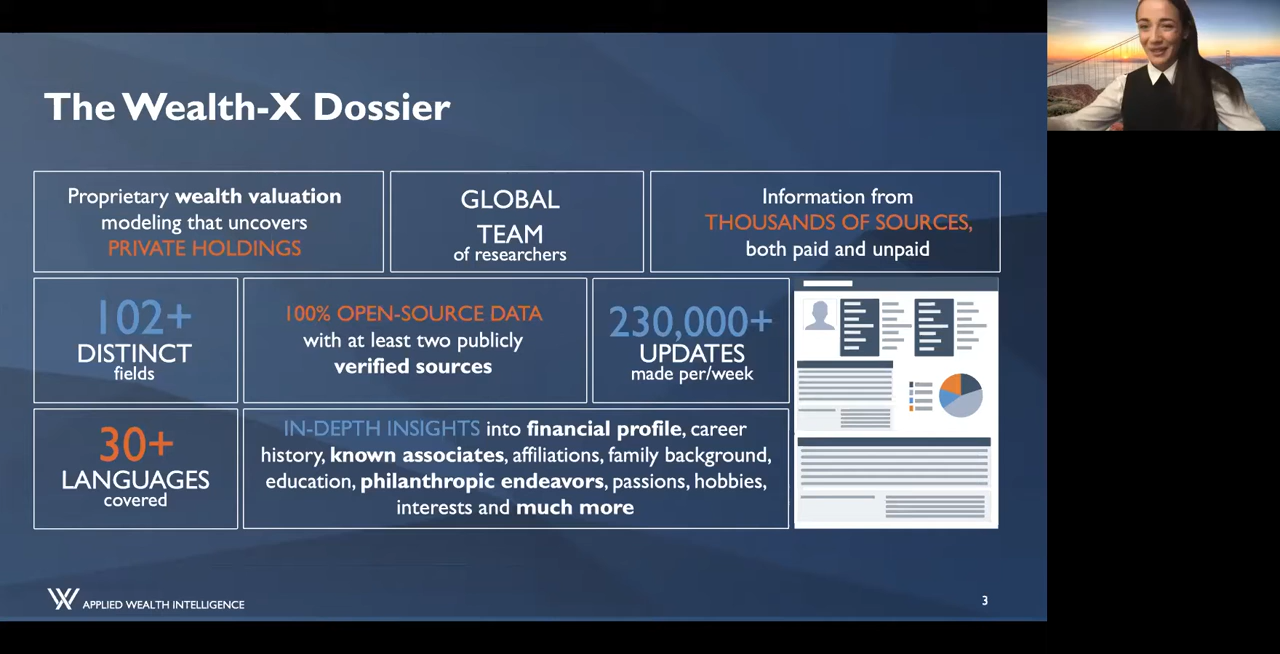 The Wealth-X Dossier
Proprietary wealth valuation
modeling that uncovers
PRIVATE HOLDINGS
GLOBAL
TEAM
of researchers
Information from
THOUSANDS OF SOURCES,
both paid and unpaid
102+
DISTINCT
fields
100% OPEN-SOURCE DATA
with at least two publicly
verified sources
230,000+
UPDATES
made per/week
30+
LANGUAGES
covered
IN-DEPTH INSIGHTS into financial profile, career
history, known associates, affiliations, family background,
education, philanthropic endeavors, passions, hobbies,
interests and much more
APPLIED WEALTH INTELLIGENCE
3